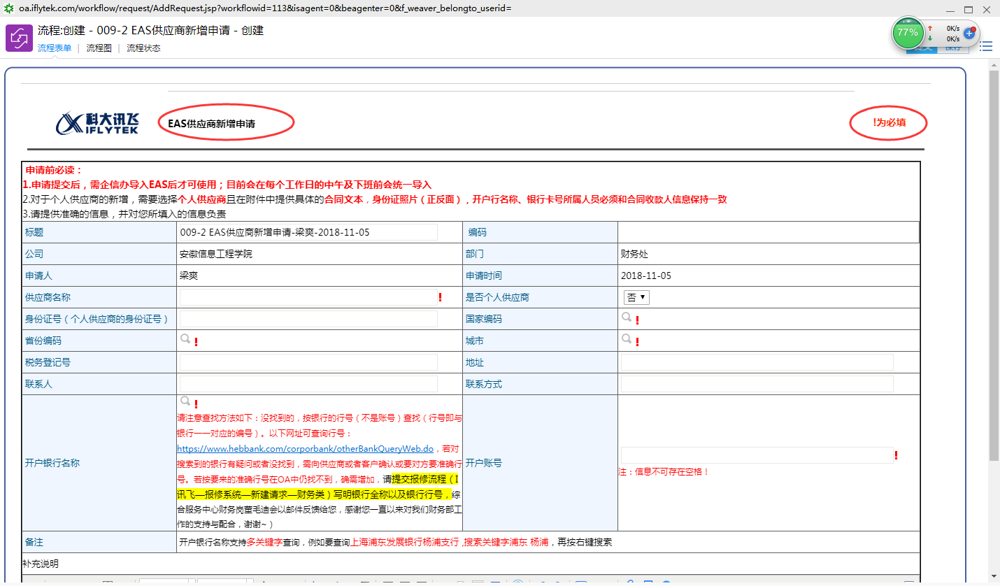 oa.iflytek.com/workflow/request/AddRequest.jsp?workflowid=113&isagent=0&beagenter=0&f_weaver_belongto_userid=
流程:创建 - 009-2 EAS供应商新增申请 - 创建
流程表单 | 流程图 | 流程状态
77%
0K/s
0K/s
科大讯飞
IFLYTEK
EAS供应商新增申请
!为必填
申请前必读：
1.申请提交后，需企信办导入EAS后才可使用；目前会在每个工作日的中午及下班前会统一导入
2.对于个人供应商的新增，需要选择个人供应商且在附件中提供具体的合同文本，身份证照片（正反面），开户行名称、银行卡号所属人员必须和合同收款人信息保持一致
3.请提供准确的信息，并对您所填入的信息负责
标题 009-2 EAS供应商新增申请-梁爽-2018-11-05 编码
公司 安徽信息工程学院 部门 财务处
申请人 梁爽 申请时间 2018-11-05
供应商名称 ! 是否个人供应商 否
身份证号（个人供应商的身份证号） 国家编码 !
省份编码 ! 城市 !
税务登记号 地址
联系人 联系方式
开户银行名称 !
请注意查找方法如下：没找到的，按银行的行号（不是账号）查找（行号即与
银行一一对应的编号）。以下网址可查询行号：
https://www.hebbank.com/corporbank/otherBankQueryWeb.do，若对
搜索到的银行有疑问或者没找到，需向供应商或者客户确认或要对方要准确行
号。若按要来的准确行号在OA中仍找不到，确需增加，请提交报修流程（I
讯飞—报修系统—新建请求—财务类）写明银行全称以及银行行号，综
合服务中心财务岗董毛迪会以邮件反馈给您，感谢您一直以来对我们财务部工
作的支持与配合，谢谢~）
开户账号 !
注：信息不可存在空格！
备注 开户银行名称支持多关键字查询，例如要查询上海浦东发展银行杨浦支行 ,搜索关键字浦东 杨浦，再按右键搜索
补充说明